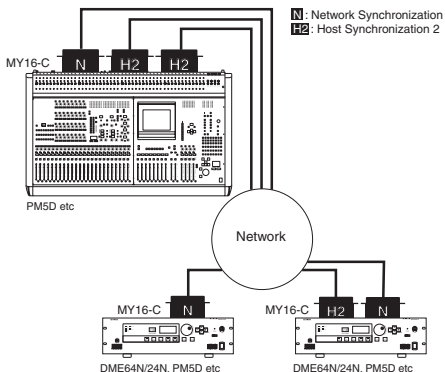 N : Network Synchronization
H2 : Host Synchronization 2
MY16-C N H2 H2
PM5D etc
Network
MY16-C N
MY16-C H2 N
DME64N/24N, PM5D etc
DME64N/24N, PM5D etc